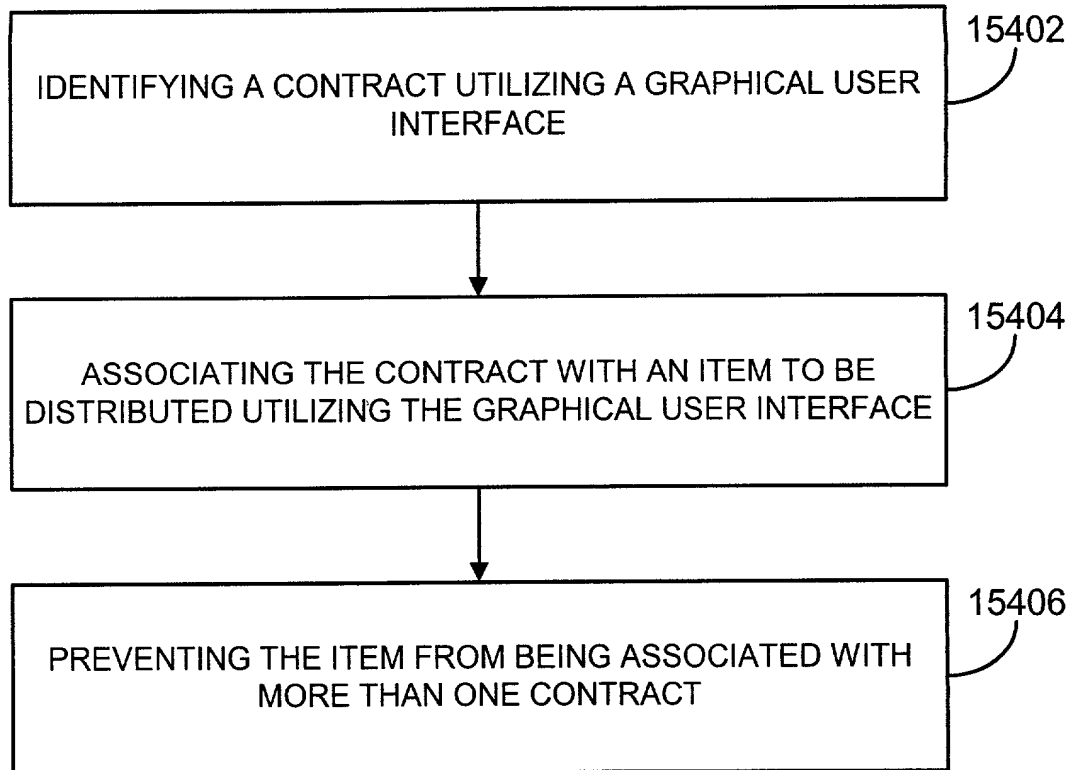 15402
IDENTIFYING A CONTRACT UTILIZING A GRAPHICAL USER
INTERFACE
15404
ASSOCIATING THE CONTRACT WITH AN ITEM TO BE
DISTRIBUTED UTILIZING THE GRAPHICAL USER INTERFACE
15406
PREVENTING THE ITEM FROM BEING ASSOCIATED WITH
MORE THAN ONE CONTRACT